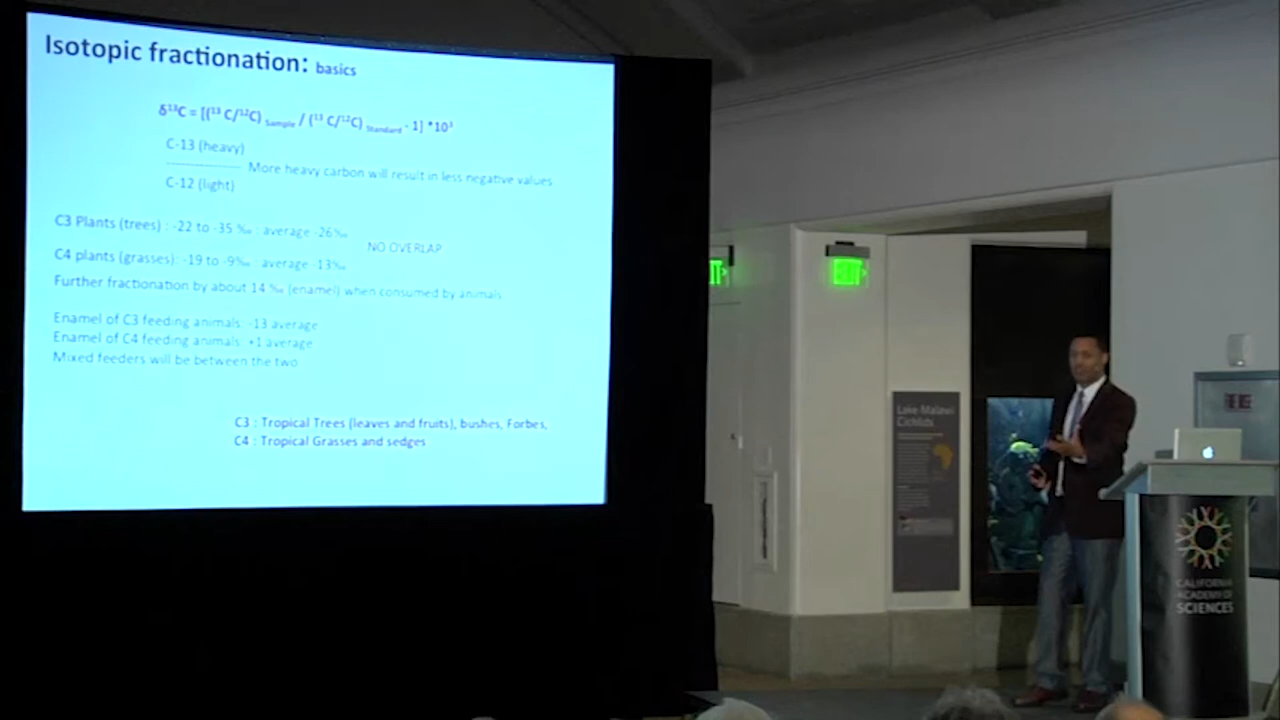 Isotopic fractionation: basics
δ¹³C = [(¹³ C/¹²C) Sample / (¹³ C/¹²C) Standard - 1] *10³
C-13 (heavy)
---------------- More heavy carbon will result in less negative values
C-12 (light)
C3 Plants (trees) : -22 to -35 ‰ : average -26‰
NO OVERLAP
C4 plants (grasses): -19 to -9‰ : average -13‰
Further fractionation by about 14 ‰ (enamel) when consumed by animals
Enamel of C3 feeding animals: -13 average
Enamel of C4 feeding animals: +1 average
Mixed feeders will be between the two
C3 : Tropical Trees (leaves and fruits), bushes, Forbes,
C4 : Tropical Grasses and sedges
EXIT
Lake Malawi
Cichlids
CALIFORNIA
ACADEMY OF
SCIENCES